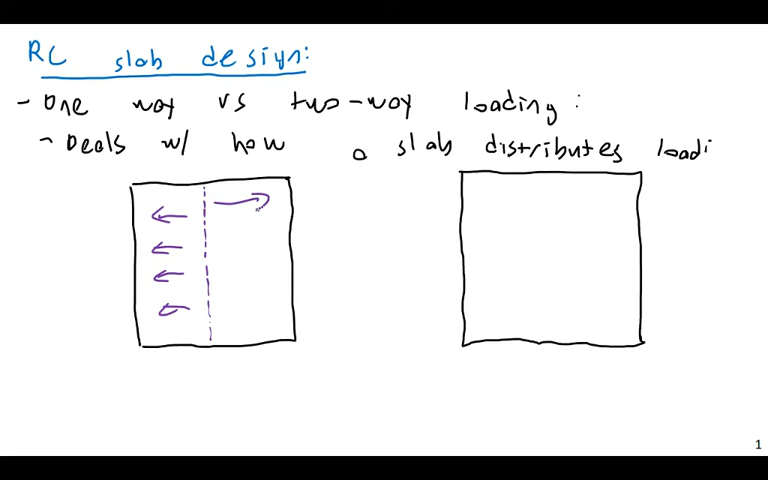 RC slab design:
- One way vs two-way loading:
- Deals w/ how a slab distributes loadi
1